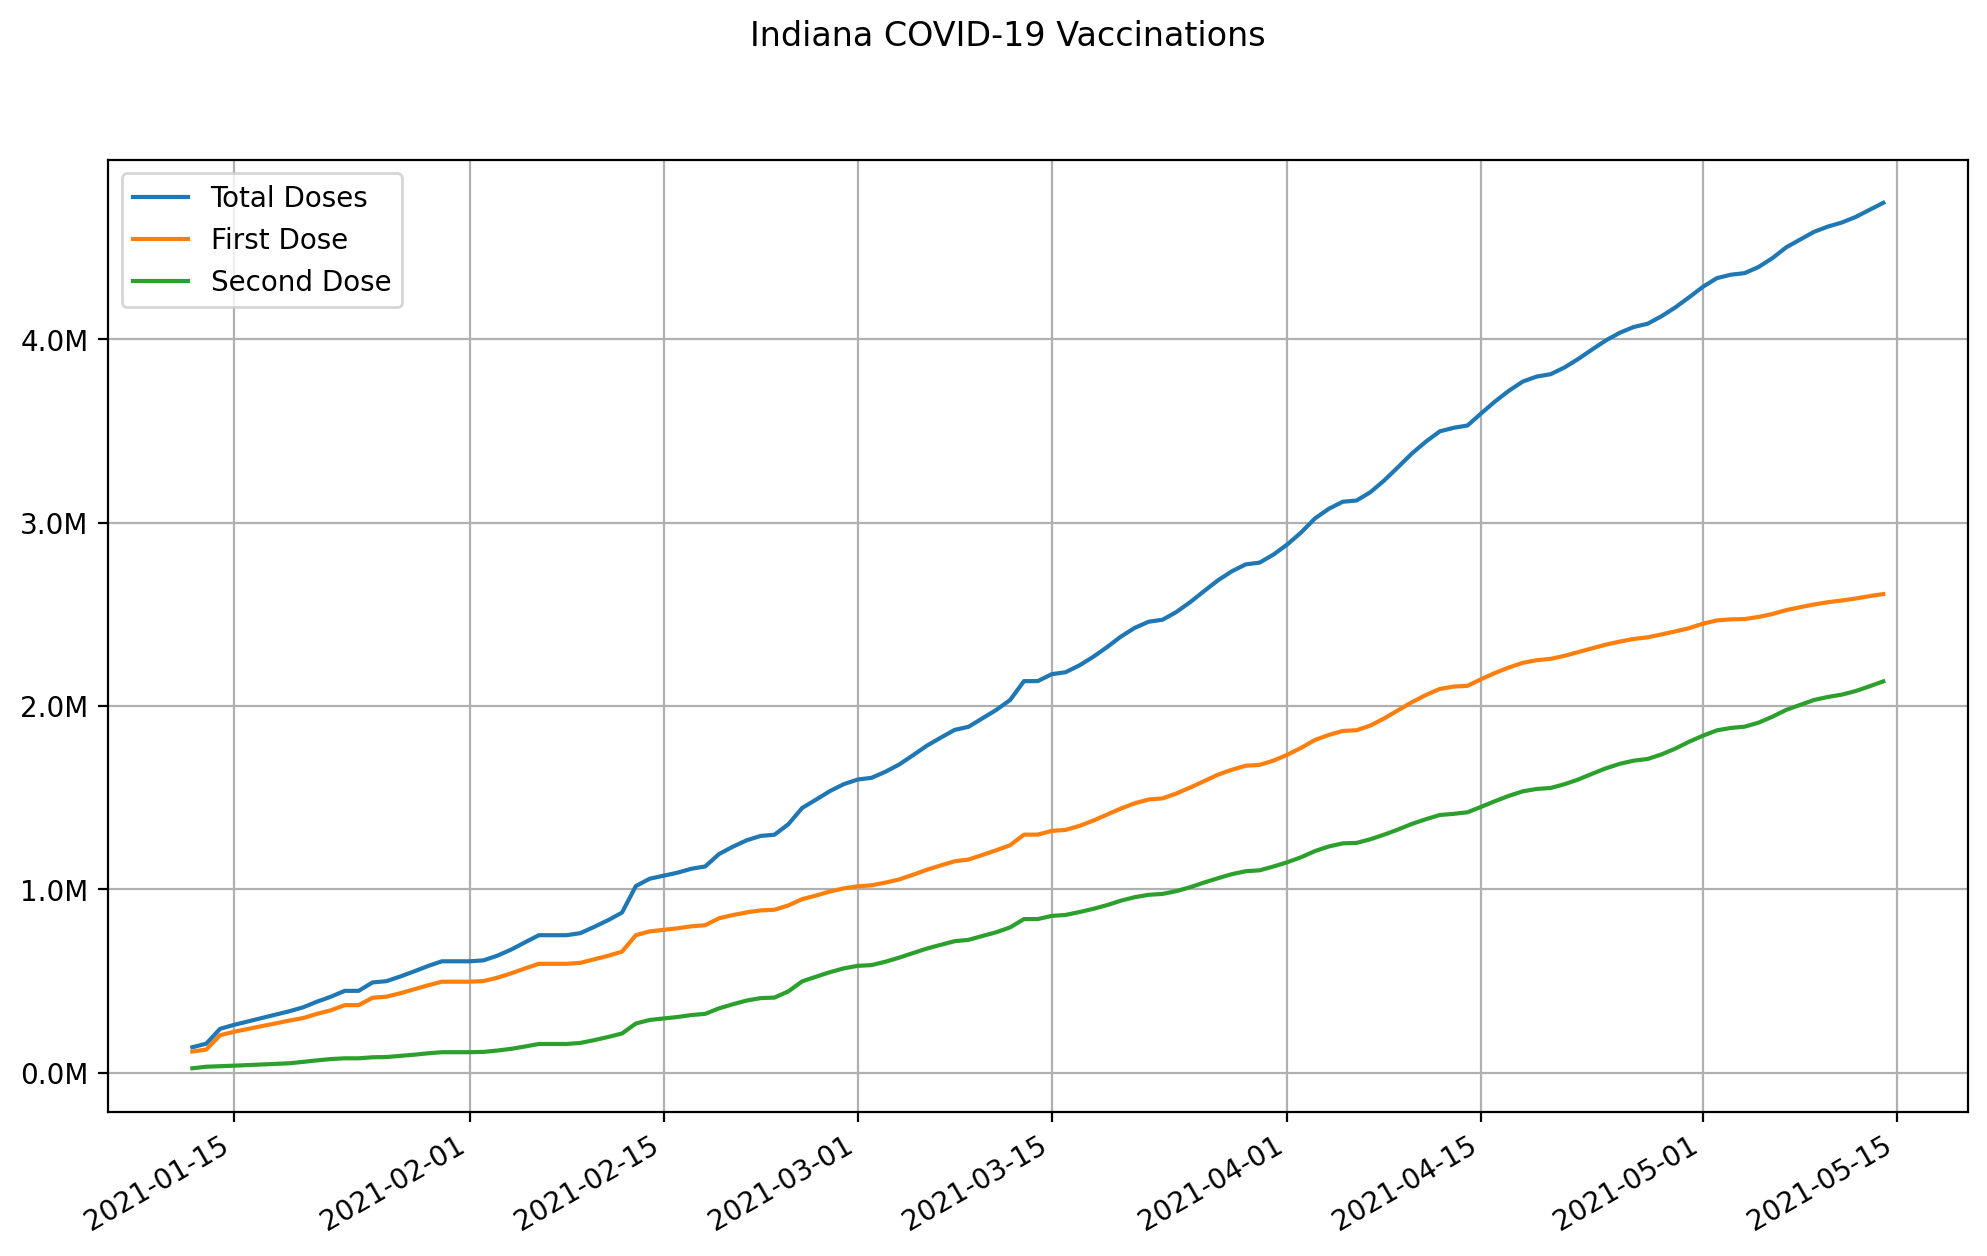 Indiana COVID-19 Vaccinations
Total Doses
First Dose
Second Dose
4.0M
3.0M
2.0M
1.0M
0.0M
2021-01-15
2021-02-01
2021-02-15
2021-03-01
2021-03-15
2021-04-01
2021-04-15
2021-05-01
2021-05-15